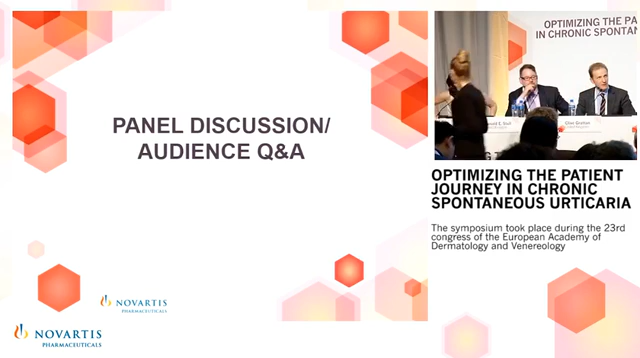 PANEL DISCUSSION/
AUDIENCE Q&A
NOVARTIS
PHARMACEUTICALS
NOVARTIS
PHARMACEUTICALS
OPTIMIZING THE PA
IN CHRONIC SPONTAN
OPTIMIZING THE PATIENT
JOURNEY IN CHRONIC
SPONTANEOUS URTICARIA
The symposium took place during the 23rd
congress of the European Academy of
Dermatology and Venereology